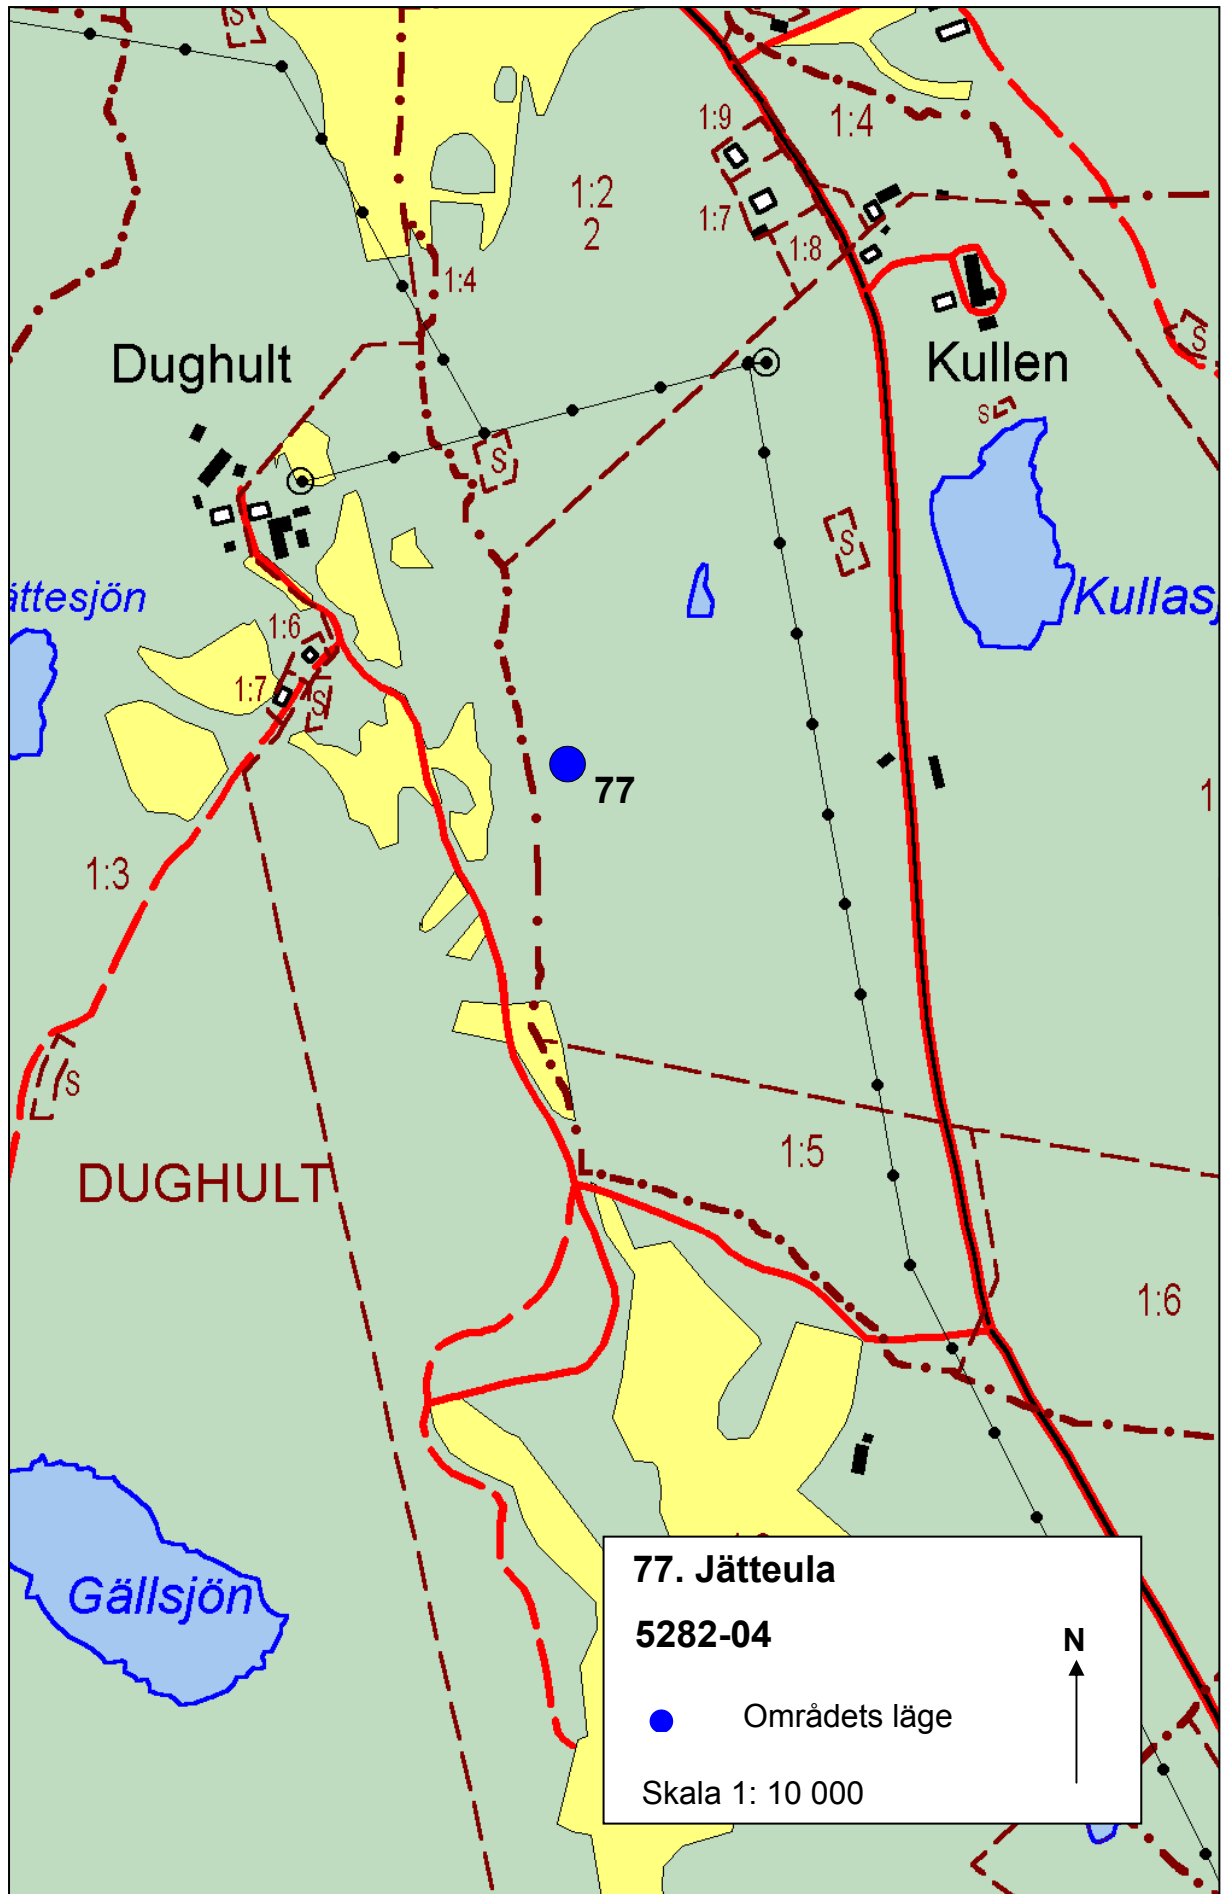 S
1:9
1:4
1:2
2
1:7
1:8
1:4
S
Dughult
Kullen
S
S
S
ättesjön
Kullasj
1:6
1:7
S
77
1
1:3
S
1:5
DUGHULT
1:6
Gällsjön
77. Jätteula
5282-04
N
Områdets läge
Skala 1: 10 000